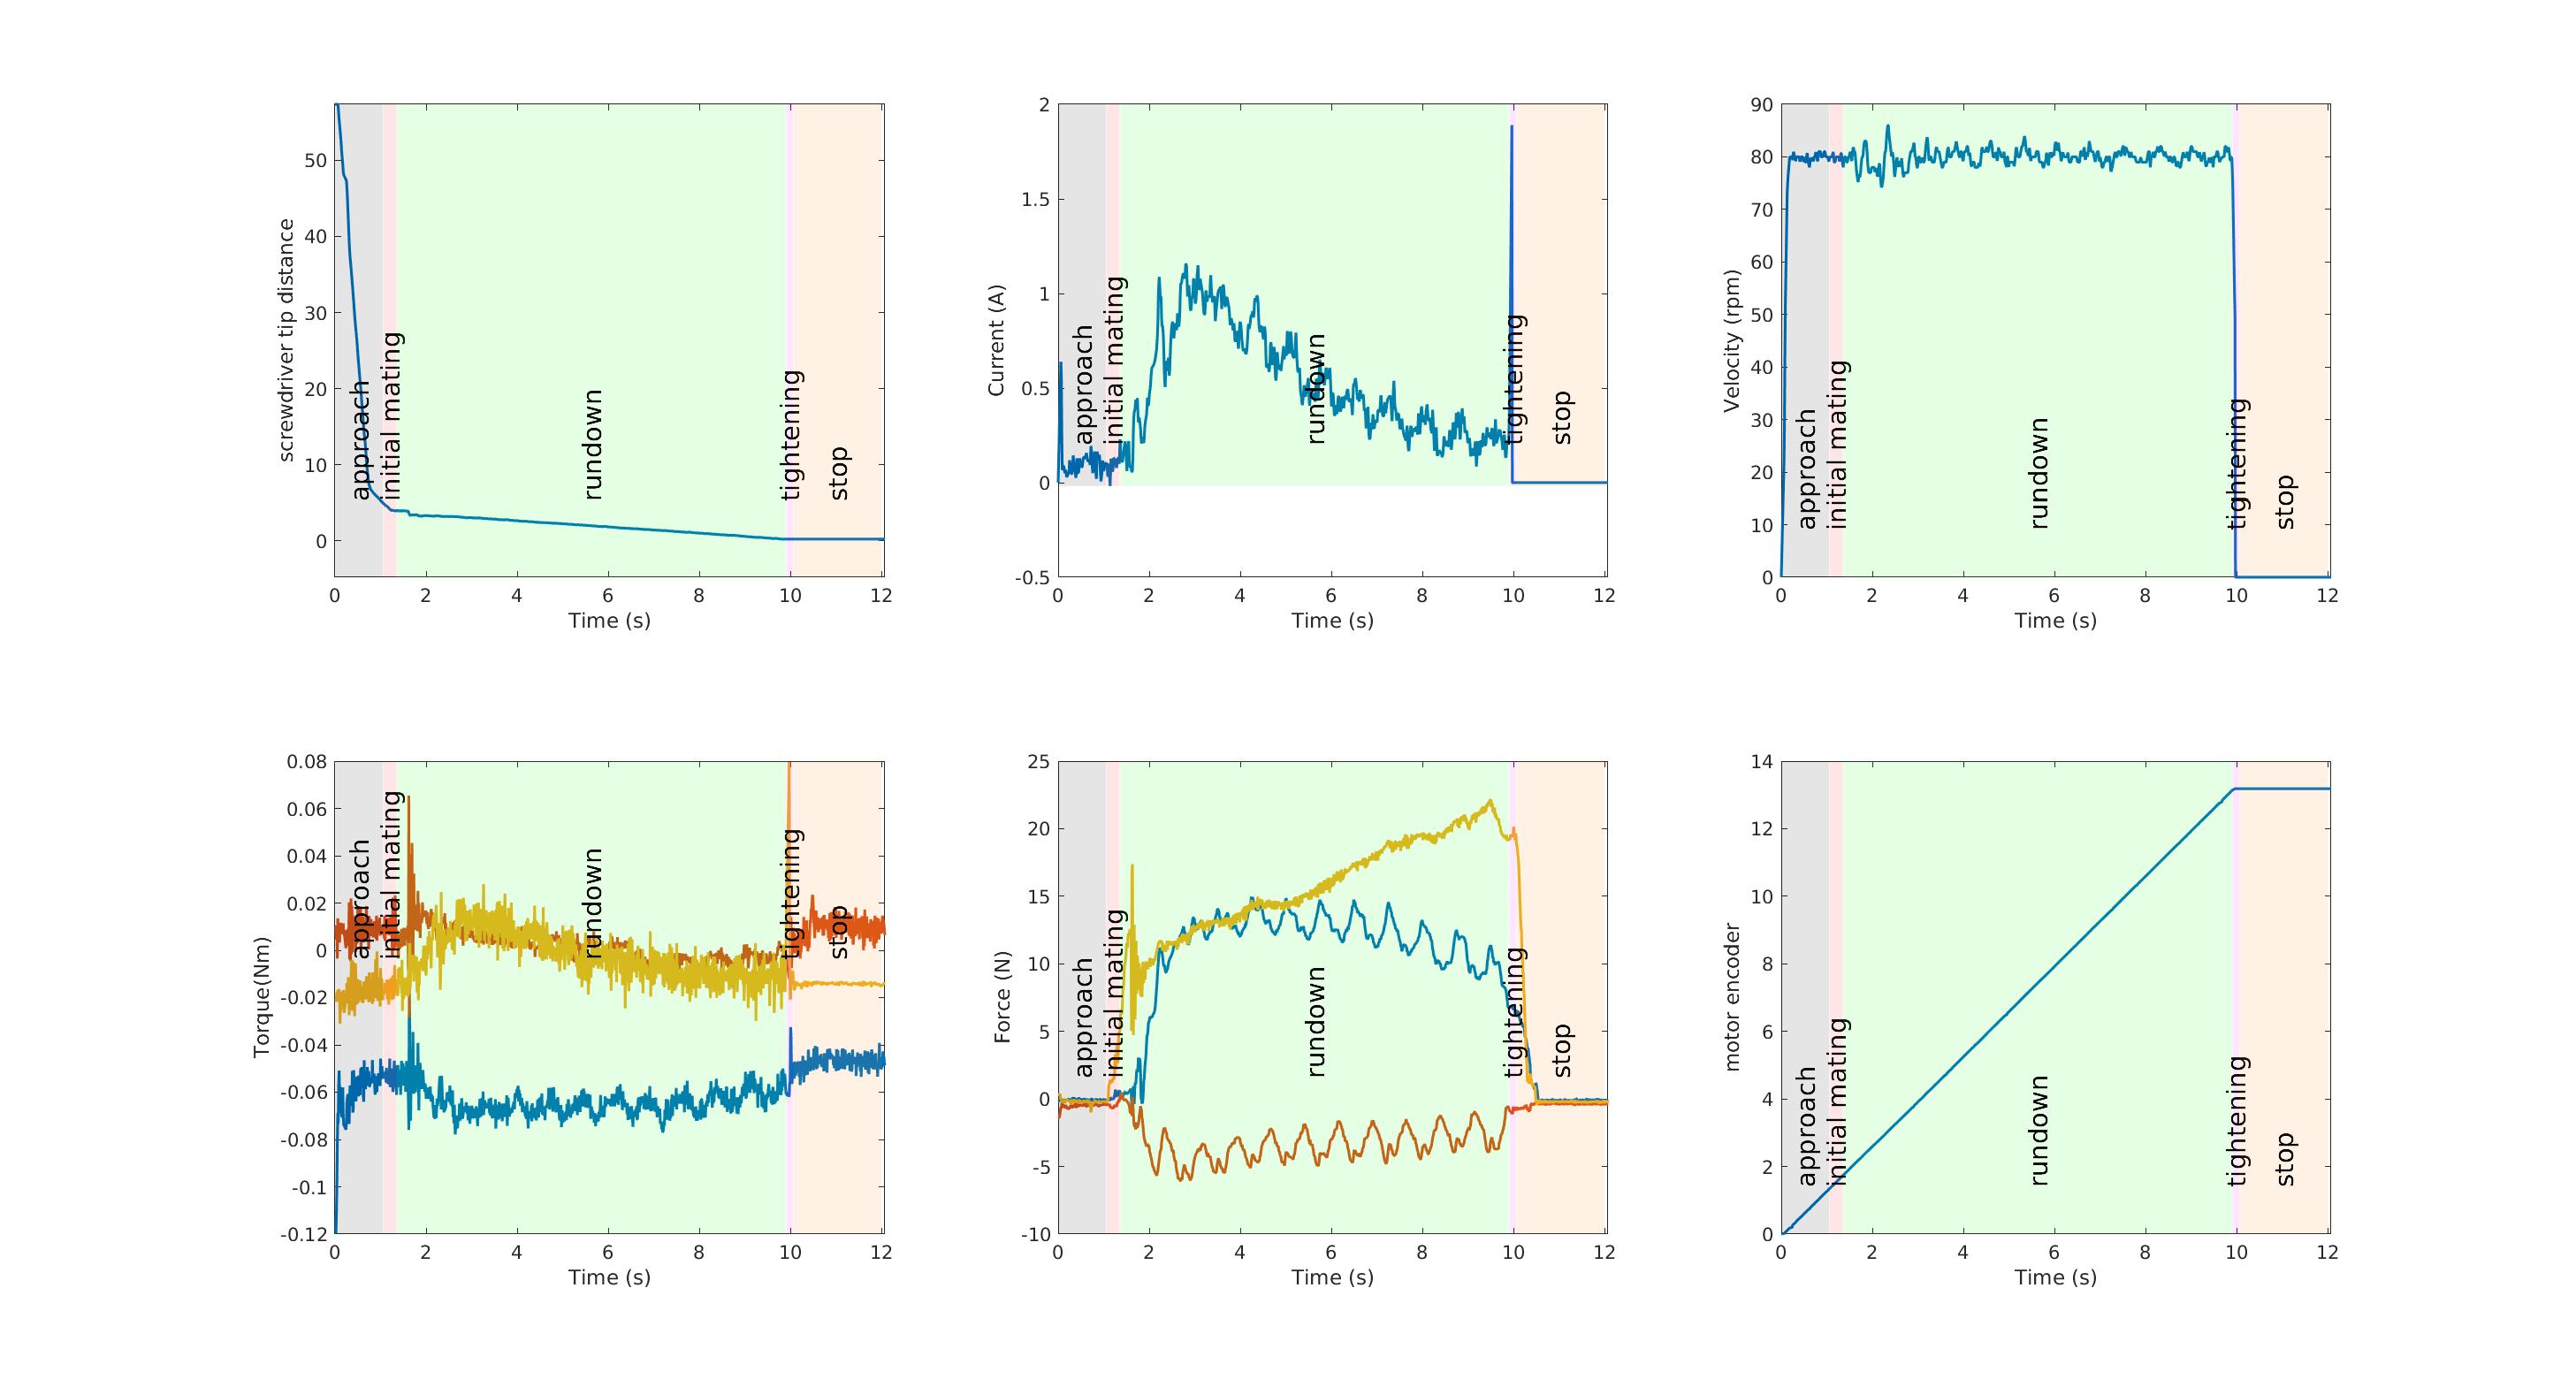 screwdriver tip distance
50
40
30
20
10
0
approach
initial mating
rundown
tightening
stop
0 2 4 6 8 10 12
Time (s)
Current (A)
2
1.5
1
0.5
0
-0.5
approach
initial mating
rundown
tightening
stop
0 2 4 6 8 10 12
Time (s)
Velocity (rpm)
90
80
70
60
50
40
30
20
10
0
approach
initial mating
rundown
tightening
stop
0 2 4 6 8 10 12
Time (s)
Torque(Nm)
0.08
0.06
0.04
0.02
0
-0.02
-0.04
-0.06
-0.08
-0.1
-0.12
approach
initial mating
rundown
tightening
stop
0 2 4 6 8 10 12
Time (s)
Force (N)
25
20
15
10
5
0
-5
-10
approach
initial mating
rundown
tightening
stop
0 2 4 6 8 10 12
Time (s)
motor encoder
14
12
10
8
6
4
2
0
approach
initial mating
rundown
tightening
stop
0 2 4 6 8 10 12
Time (s)